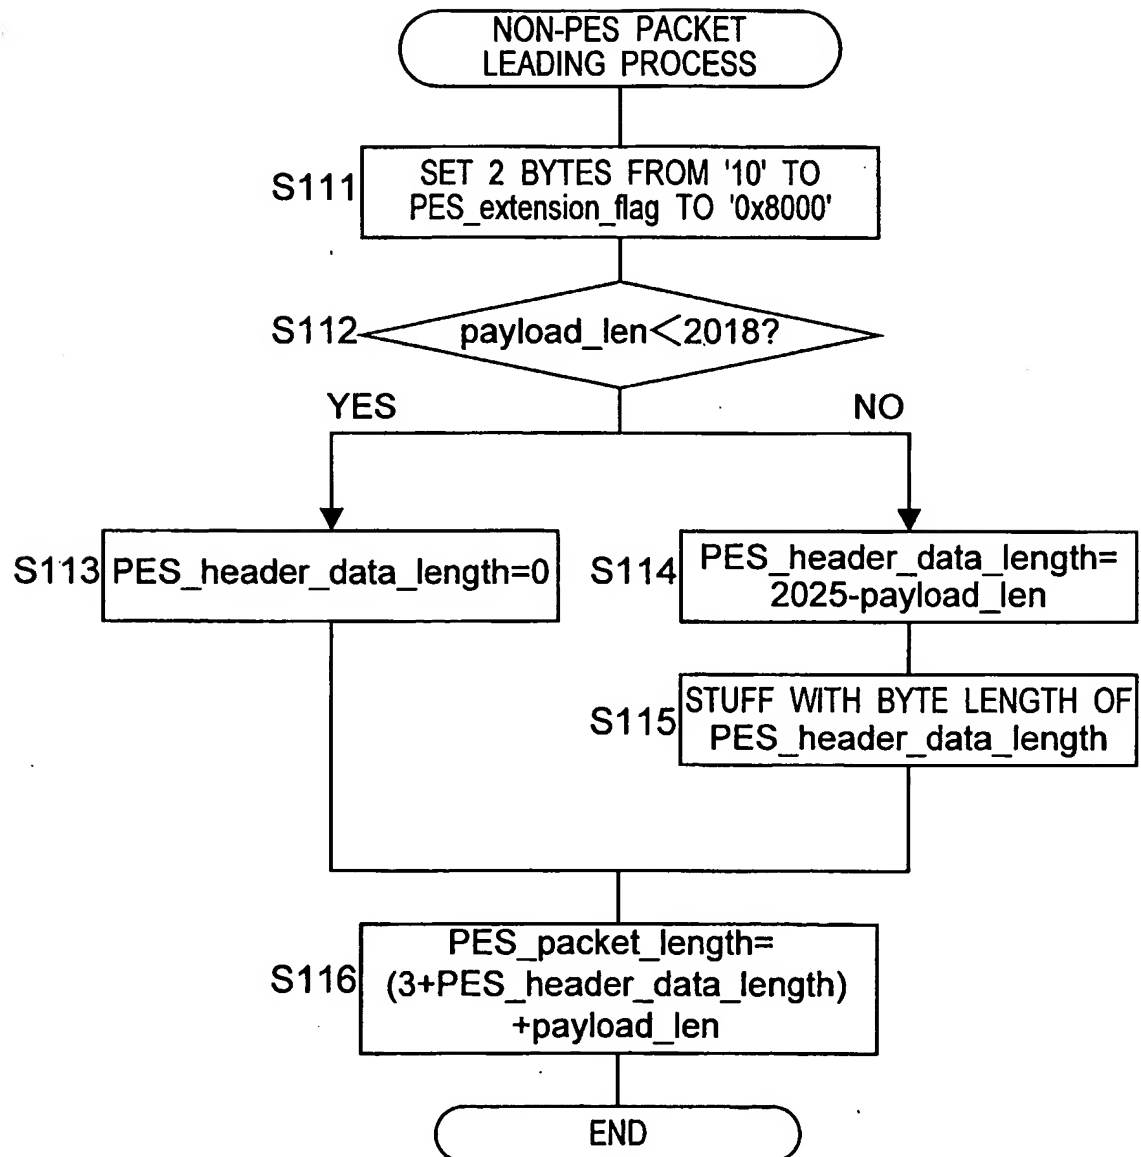 NON-PES PACKET
LEADING PROCESS
S111
SET 2 BYTES FROM '10' TO
PES_extension_flag TO '0x8000'
S112
payload_len<2018?
YES
NO
S113
PES_header_data_length=0
S114
PES_header_data_length=
2025-payload_len
S115
STUFF WITH BYTE LENGTH OF
PES_header_data_length
S116
PES_packet_length=
(3+PES_header_data_length)
+payload_len
END